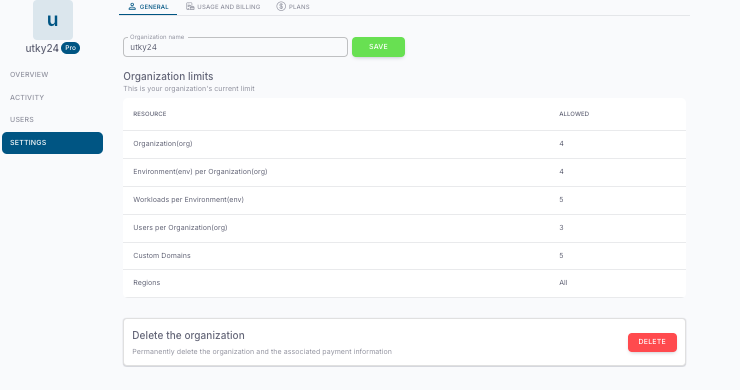 u
utky24 Pro
OVERVIEW
ACTIVITY
USERS
SETTINGS
GENERAL USAGE AND BILLING PLANS
Organization name
utky24
SAVE
Organization limits
This is your organization's current limit
RESOURCE ALLOWED
Organization(org) 4
Environment(env) per Organization(org) 4
Workloads per Environment(env) 5
Users per Organization(org) 3
Custom Domains 5
Regions All
Delete the organization
Permanently delete the organization and the associated payment information
DELETE